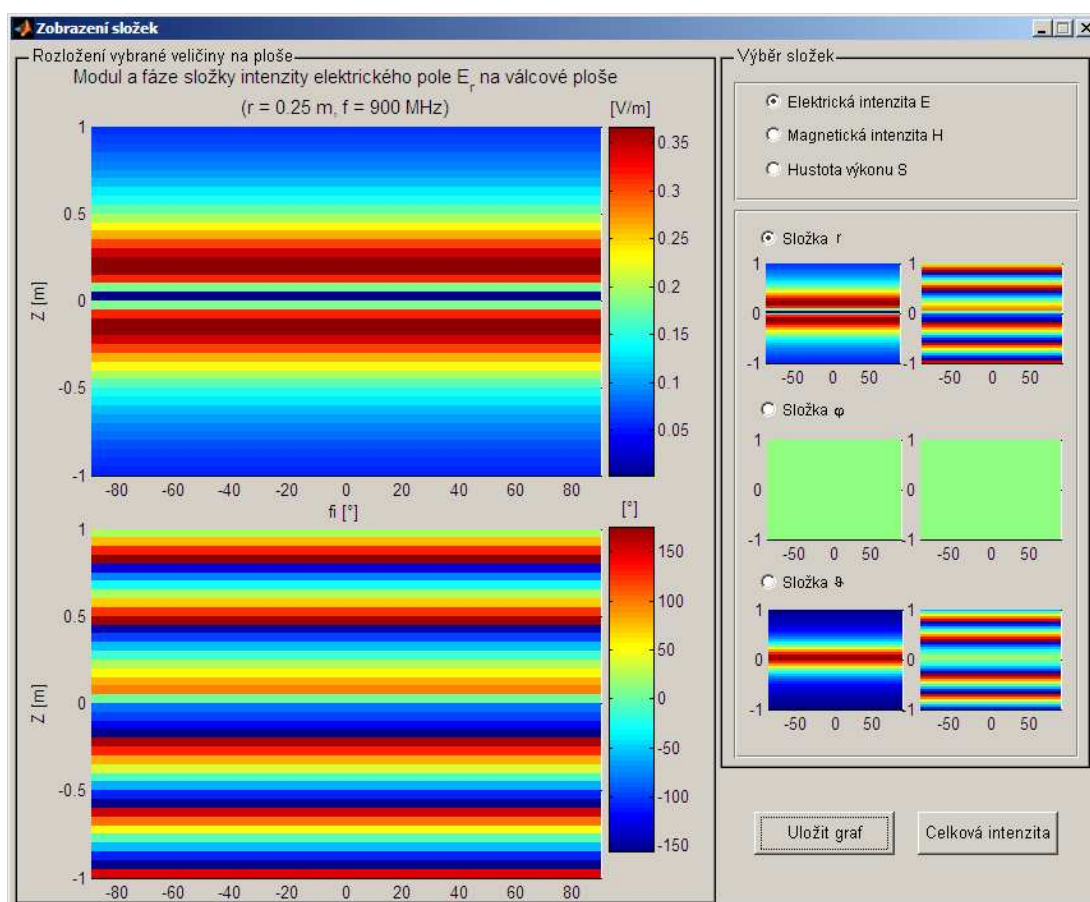 Zobrazení složek
Rozložení vybrané veličiny na ploše
Modul a fáze složky intenzity elektrického pole E_r na válcové ploše
(r = 0.25 m, f = 900 MHz)
[V/m]
1
0.5
0
-0.5
-1
Z [m]
-80 -60 -40 -20 0 20 40 60 80
fi [°]
0.35
0.3
0.25
0.2
0.15
0.1
0.05
[°]
1
0.5
0
-0.5
-1
Z [m]
-80 -60 -40 -20 0 20 40 60 80
150
100
50
0
-50
-100
-150
Výběr složek
Elektrická intenzita E
Magnetická intenzita H
Hustota výkonu S
Složka r
1 1
0 0
-1 -1
-50 0 50 -50 0 50
Složka φ
1 1
0 0
-1 -1
-50 0 50 -50 0 50
Složka ϑ
1 1
0 0
-1 -1
-50 0 50 -50 0 50
Uložit graf
Celková intenzita